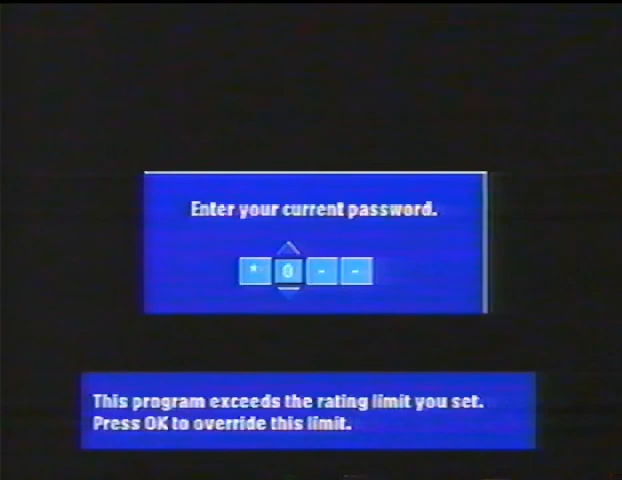 Enter your current password.
* 0 - -
This program exceeds the rating limit you set.
Press OK to override this limit.